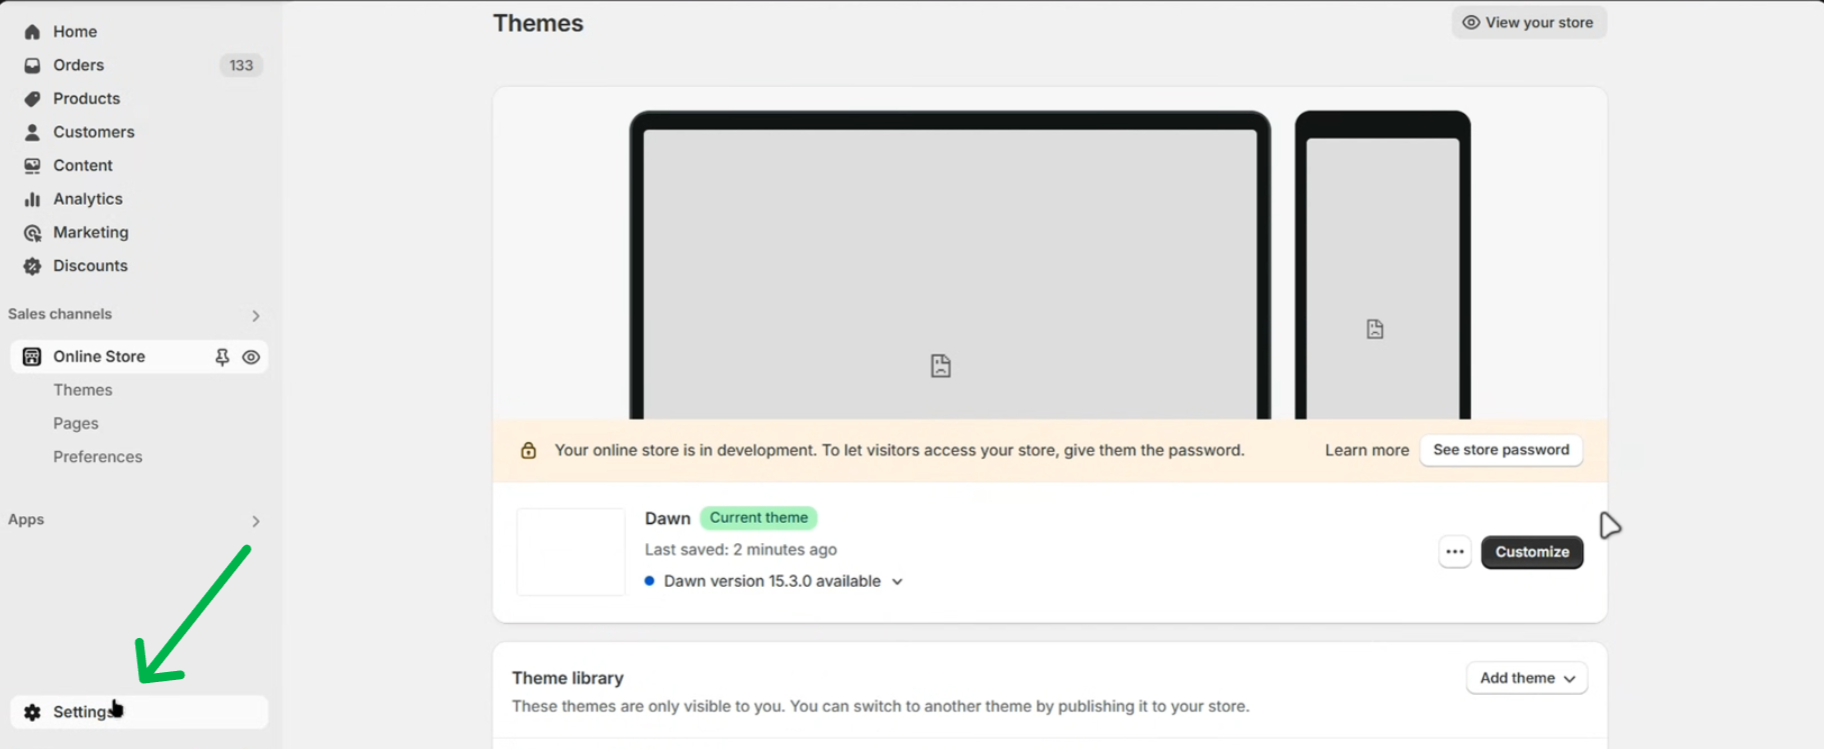 Home
Orders 133
Products
Customers
Content
Analytics
Marketing
Discounts
Sales channels
Online Store
Themes
Pages
Preferences
Apps
Settings
Themes
View your store
Your online store is in development. To let visitors access your store, give them the password.
Learn more
See store password
Dawn Current theme
Last saved: 2 minutes ago
Dawn version 15.3.0 available
Customize
Theme library
Add theme
These themes are only visible to you. You can switch to another theme by publishing it to your store.